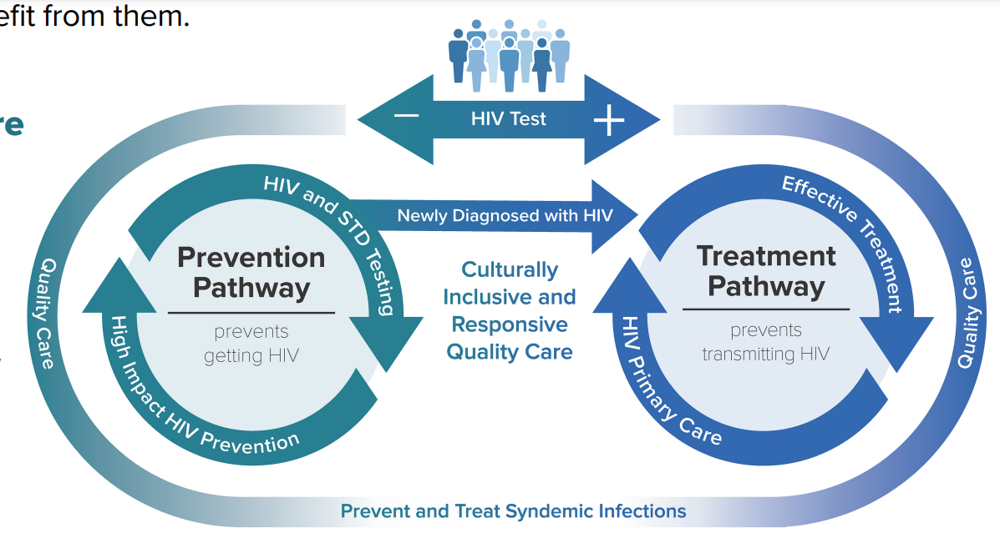 efit from them.
re
HIV Test
− +
HIV and STD Testing
High Impact HIV Prevention
Prevention
Pathway
prevents
getting HIV
Newly Diagnosed with HIV
Culturally
Inclusive and
Responsive
Quality Care
Effective Treatment
HIV Primary Care
Treatment
Pathway
prevents
transmitting HIV
Quality Care
Quality Care
Prevent and Treat Syndemic Infections